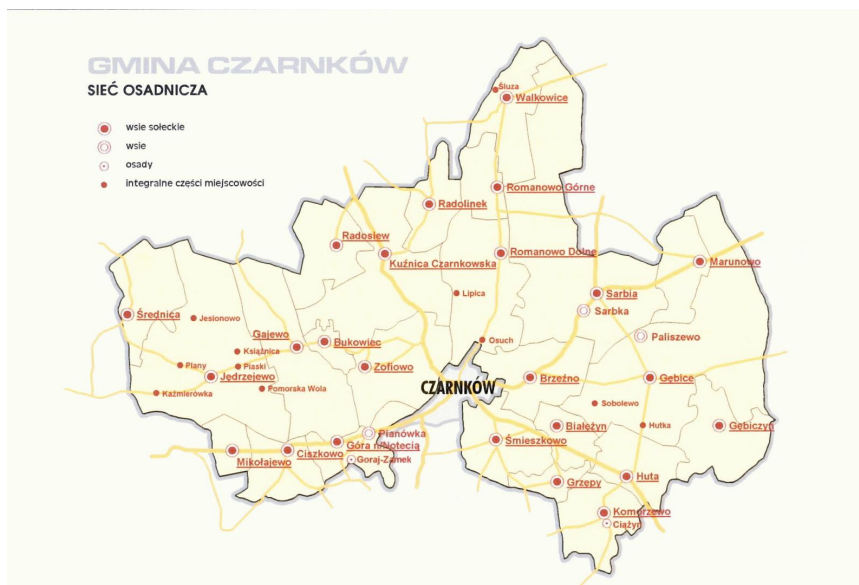 GMINA CZARNKÓW
SIEĆ OSADNICZA
wsie sołeckie
wsie
osady
integralne części miejscowości
Śluza
Walkowice
Romanowo Górne
Radolinek
Radosiew
Kuźnica Czarnkowska
Romanowo Dolne
Marunowo
Lipica
Sarbia
Sarbka
Średnica
Jesionowo
Gajewo
Bukowiec
Osuch
Paliszewo
Książnica
Piany
Piaski
Zofiowo
Jędrzejewo
Pomorska Wola
Kaźmierówka
CZARNKÓW
Brzeźno
Gębice
Sobolewo
Białężyn
Hutka
Gębiczyn
Pianówka
Śmieszkowo
Góra n/Notecią
Ciszkowo
Mikołajewo
Goraj-Zamek
Grzępy
Huta
Komorzewo
Ciążyń